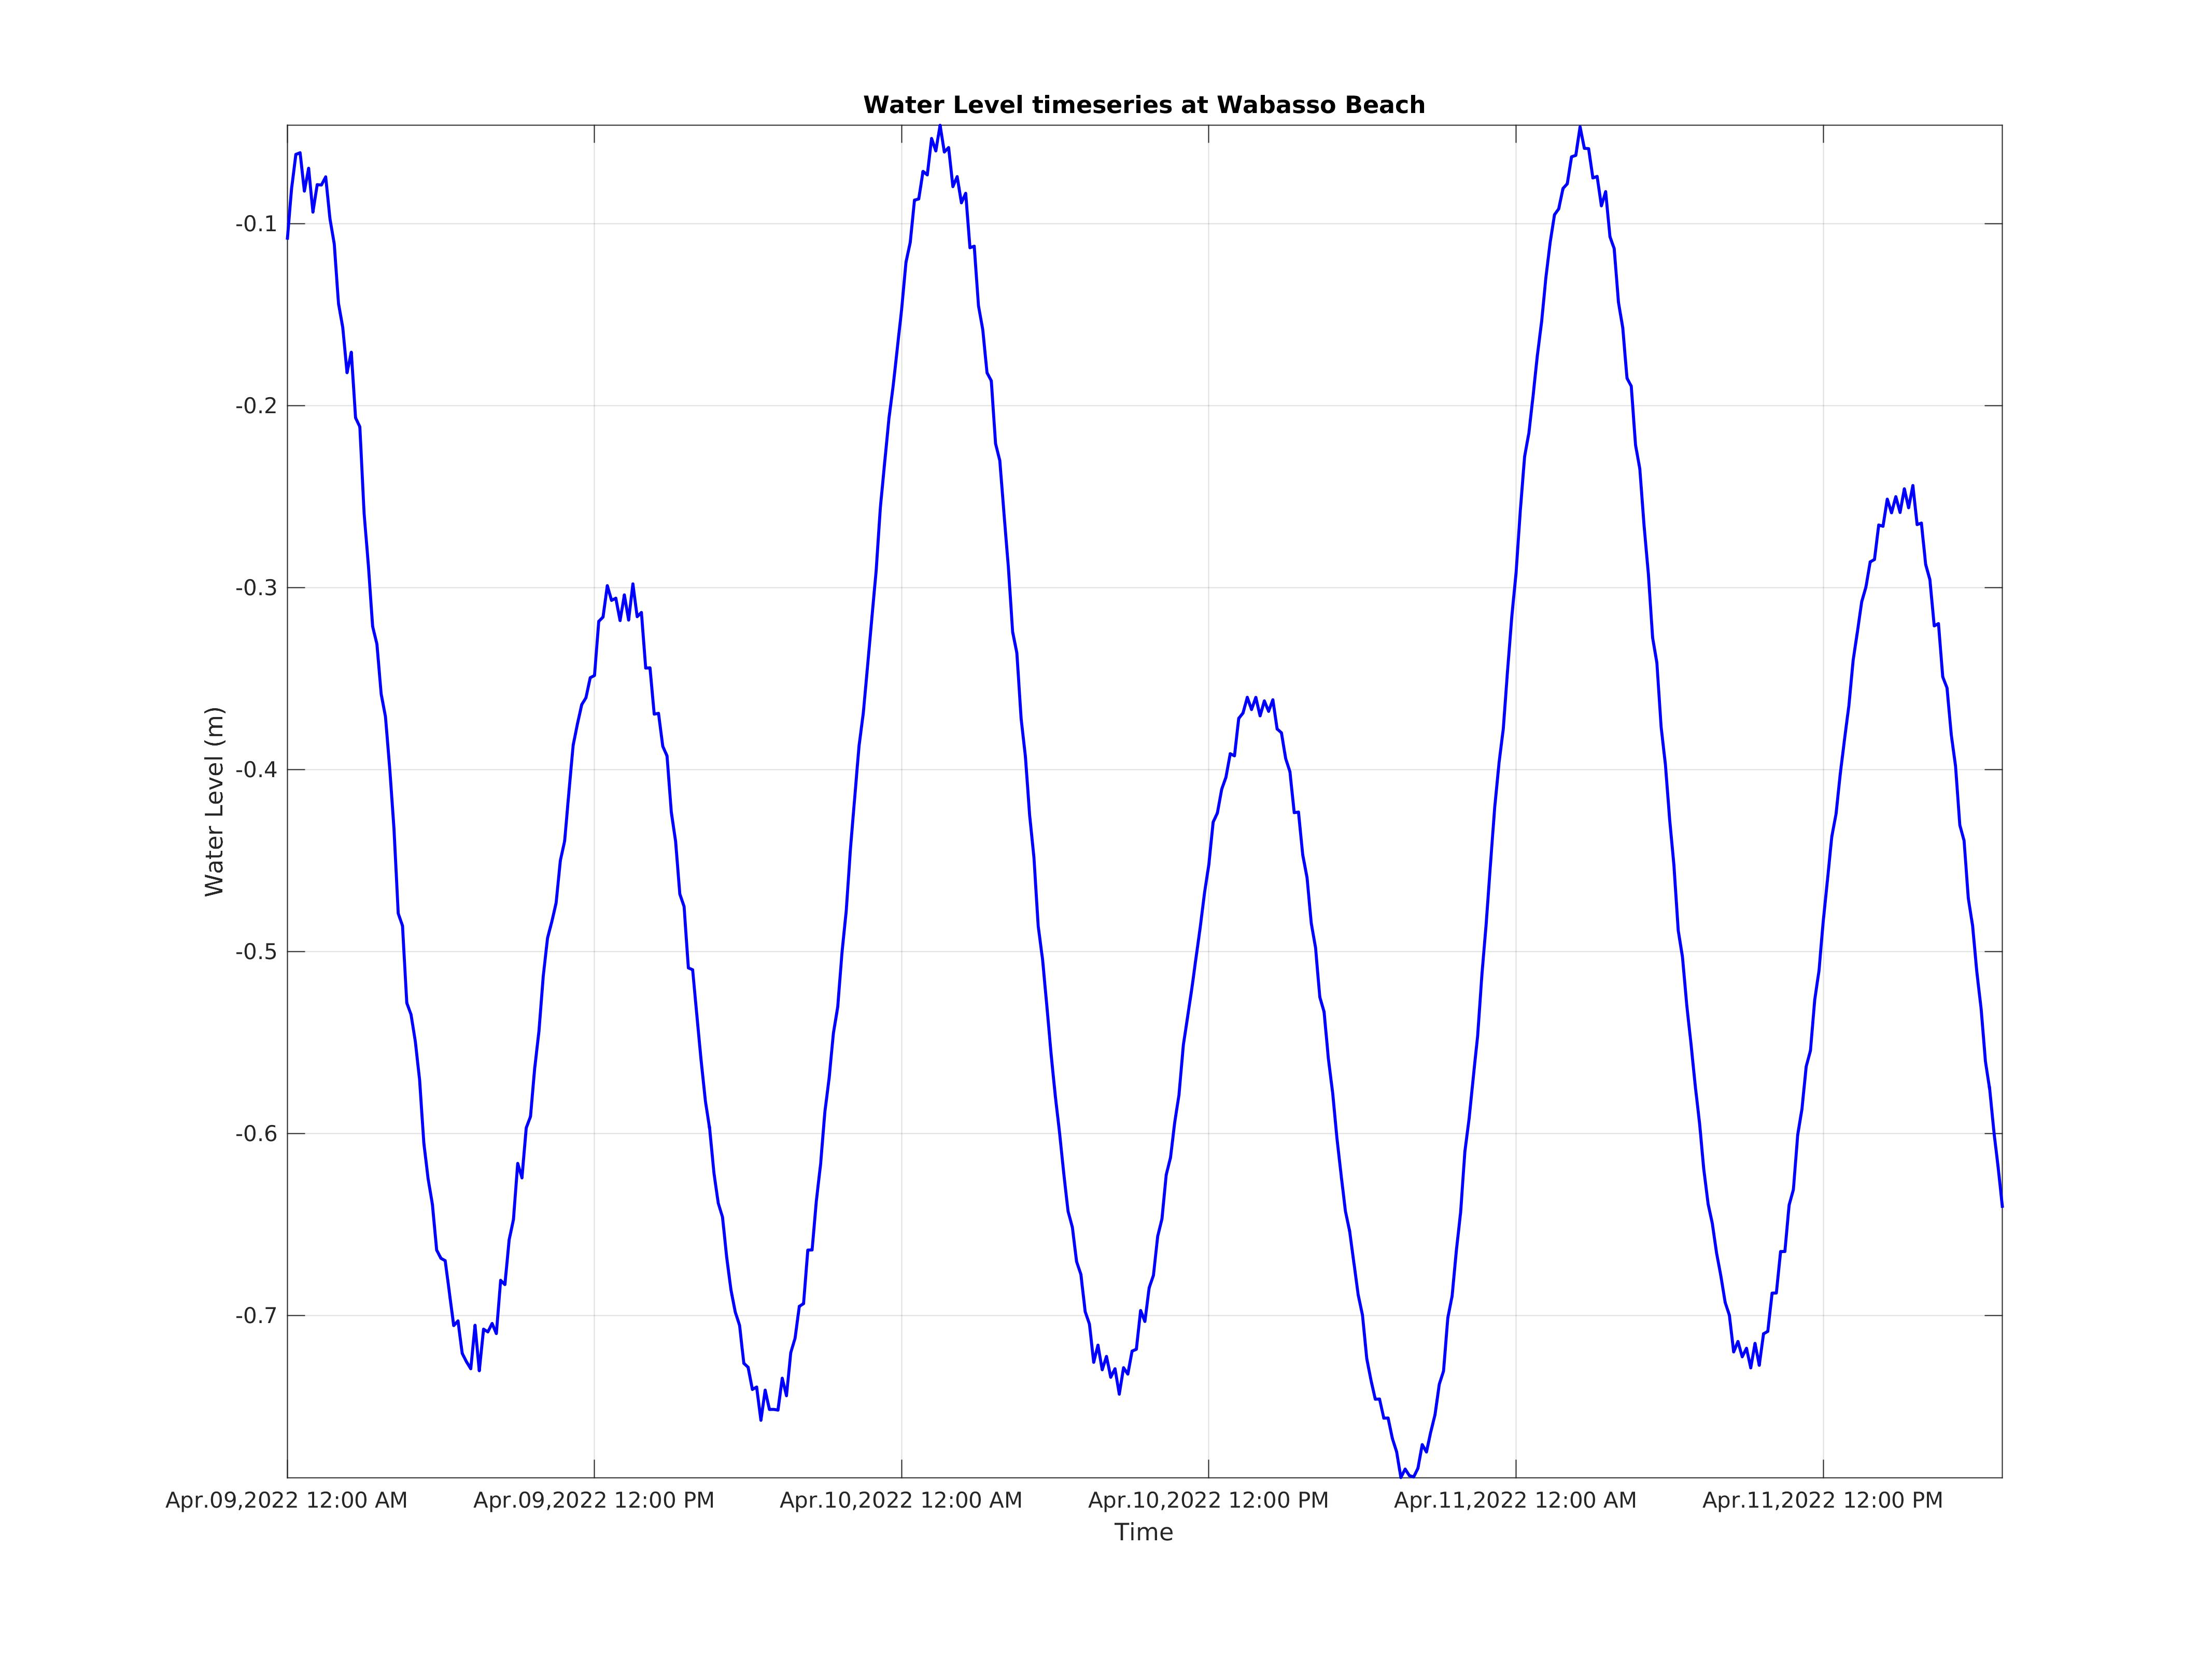 Water Level timeseries at Wabasso Beach
-0.1
-0.2
-0.3
-0.4
-0.5
-0.6
-0.7
Water Level (m)
Apr.09,2022 12:00 AM Apr.09,2022 12:00 PM Apr.10,2022 12:00 AM Apr.10,2022 12:00 PM Apr.11,2022 12:00 AM Apr.11,2022 12:00 PM
Time